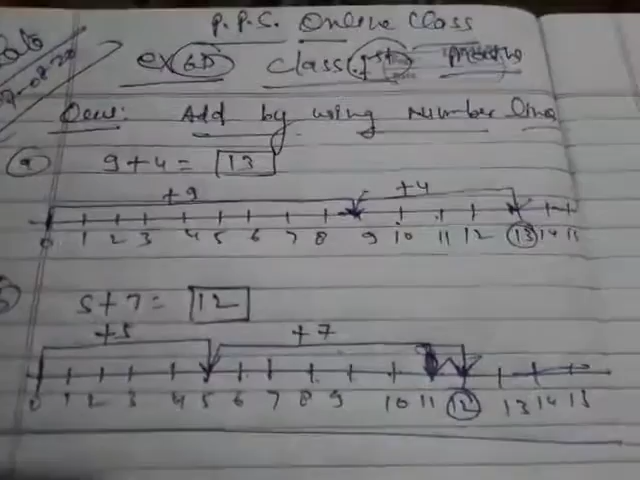 P.P.S. Online Class
Date
ex 6D class 1st
Ques: Add by using Number line
a 9+4 = 13
+9 +4
0 1 2 3 4 5 6 7 8 9 10 11 12 13 14 15
b 5+7 = 12
+5 +7
0 1 2 3 4 5 6 7 8 9 10 11 12 13 14 15